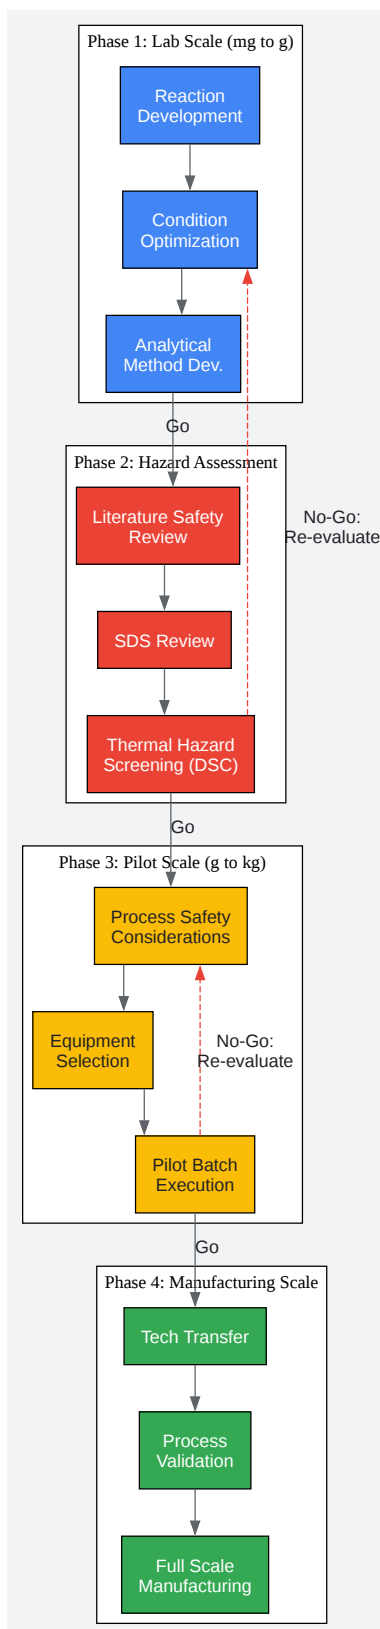 Phase 1: Lab Scale (mg to g)
Reaction
Development
Condition
Optimization
Analytical
Method Dev.
Go
Phase 2: Hazard Assessment
Literature Safety
Review
No-Go:
Re-evaluate
SDS Review
Thermal Hazard
Screening (DSC)
Go
Phase 3: Pilot Scale (g to kg)
Process Safety
Considerations
Equipment
Selection
No-Go:
Re-evaluate
Pilot Batch
Execution
Go
Phase 4: Manufacturing Scale
Tech Transfer
Process
Validation
Full Scale
Manufacturing